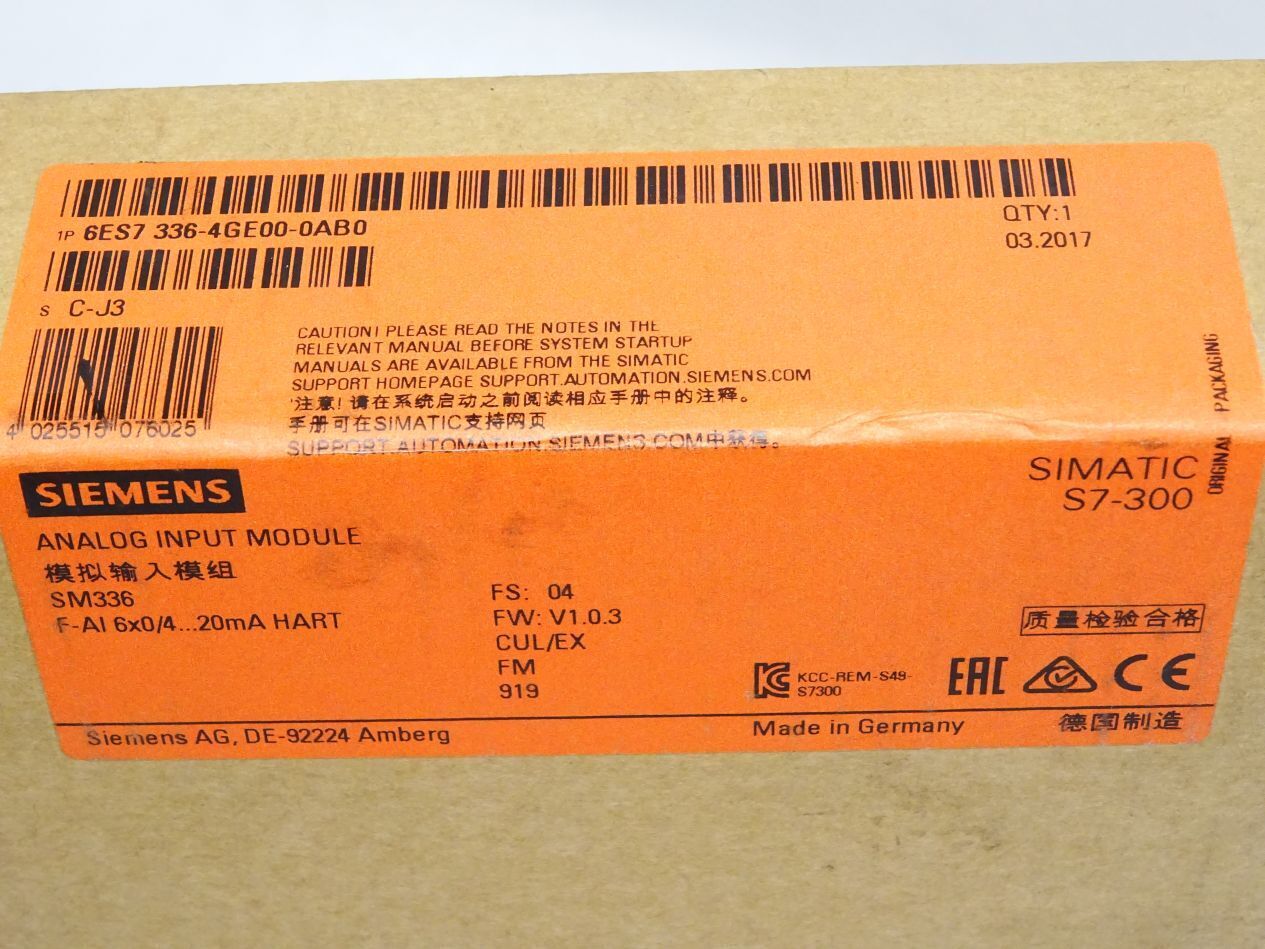 1P 6ES7 336-4GE00-0AB0
QTY:1
03.2017
S C-J3
4 025515 076025
CAUTION! PLEASE READ THE NOTES IN THE
RELEVANT MANUAL BEFORE SYSTEM STARTUP
MANUALS ARE AVAILABLE FROM THE SIMATIC
SUPPORT HOMEPAGE SUPPORT.AUTOMATION.SIEMENS.COM
注意! 请在系统启动之前阅读相应手册中的注释。
手册可在SIMATIC支持网页
SUPPORT.AUTOMATION.SIEMENS.COM中获得。
ORIGINAL PACKAGING
SIEMENS
SIMATIC
S7-300
ANALOG INPUT MODULE
模拟输入模组
SM336
F-AI 6x0/4...20mA HART
FS: 04
FW: V1.0.3
CUL/EX
FM
919
质量检验合格
KCC-REM-S49-
S7300
EAC
CE
Siemens AG, DE-92224 Amberg
Made in Germany
德国制造